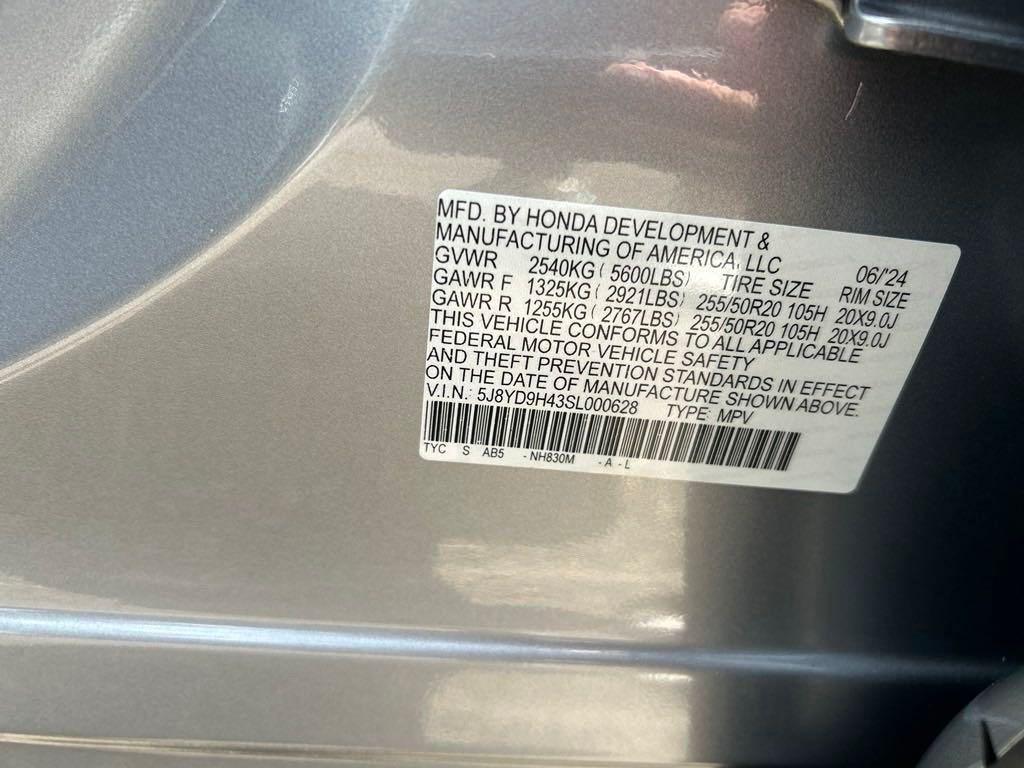 MFD. BY HONDA DEVELOPMENT &
MANUFACTURING OF AMERICA, LLC 06/'24
GVWR 2540KG ( 5600LBS) TIRE SIZE RIM SIZE
GAWR F 1325KG ( 2921LBS) 255/50R20 105H 20X9.0J
GAWR R 1255KG ( 2767LBS) 255/50R20 105H 20X9.0J
THIS VEHICLE CONFORMS TO ALL APPLICABLE
FEDERAL MOTOR VEHICLE SAFETY
AND THEFT PREVENTION STANDARDS IN EFFECT
ON THE DATE OF MANUFACTURE SHOWN ABOVE.
V.I.N.: 5J8YD9H43SL000628 TYPE: MPV
TYC S AB5 - NH830M - A - L